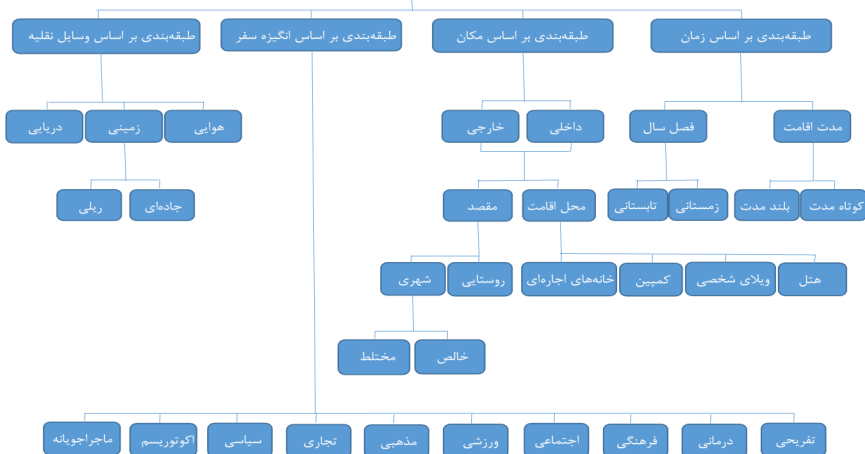 طبقه‌بندی بر اساس زمان
طبقه‌بندی بر اساس مکان
طبقه‌بندی بر اساس انگیزه سفر
طبقه‌بندی بر اساس وسایل نقلیه
مدت اقامت
فصل سال
داخلی
خارجی
هوایی
زمینی
دریایی
کوتاه مدت
بلند مدت
زمستانی
تابستانی
محل اقامت
مقصد
جاده‌ای
ریلی
هتل
ویلای شخصی
کمپین
خانه‌های اجاره‌ای
روستایی
شهری
خالص
مختلط
تفریحی
درمانی
فرهنگی
اجتماعی
ورزشی
مذهبی
تجاری
سیاسی
اکوتوریسم
ماجراجویانه